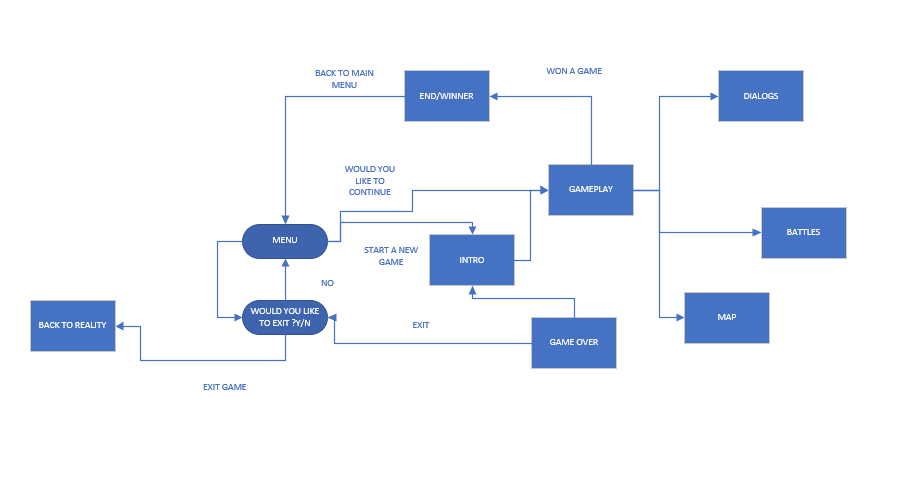 BACK TO MAIN
MENU
WON A GAME
END/WINNER
DIALOGS
WOULD YOU
LIKE TO
CONTINUE
GAMEPLAY
MENU
START A NEW
GAME
INTRO
BATTLES
NO
WOULD YOU LIKE
TO EXIT ?Y/N
BACK TO REALITY
EXIT
MAP
GAME OVER
EXIT GAME